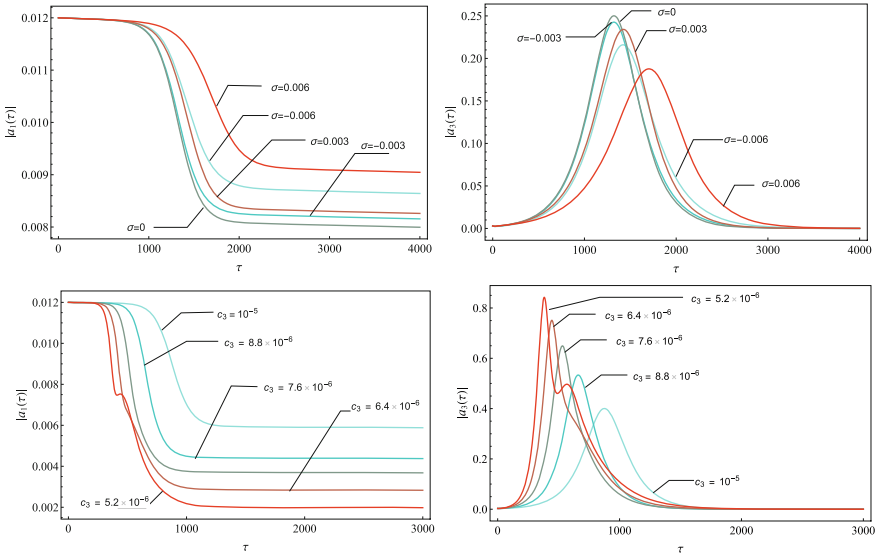 |a₁(τ)|
0.012
0.011
0.010
0.009
0.008
σ=0.006
σ=-0.006
σ=0.003
σ=-0.003
σ=0
0
1000
2000
3000
4000
τ
|a₃(τ)|
0.25
0.20
0.15
0.10
0.05
0.00
σ=0
σ=0.003
σ=-0.003
σ=-0.006
σ=0.006
0
1000
2000
3000
4000
τ
|a₁(τ)|
0.012
0.010
0.008
0.006
0.004
0.002
c₃ = 10⁻⁵
c₃ = 8.8 × 10⁻⁶
c₃ = 7.6 × 10⁻⁶
c₃ = 6.4 × 10⁻⁶
c₃ = 5.2 × 10⁻⁶
0
1000
2000
3000
τ
|a₃(τ)|
0.8
0.6
0.4
0.2
0.0
c₃ = 5.2 × 10⁻⁶
c₃ = 6.4 × 10⁻⁶
c₃ = 7.6 × 10⁻⁶
c₃ = 8.8 × 10⁻⁶
c₃ = 10⁻⁵
0
1000
2000
3000
τ